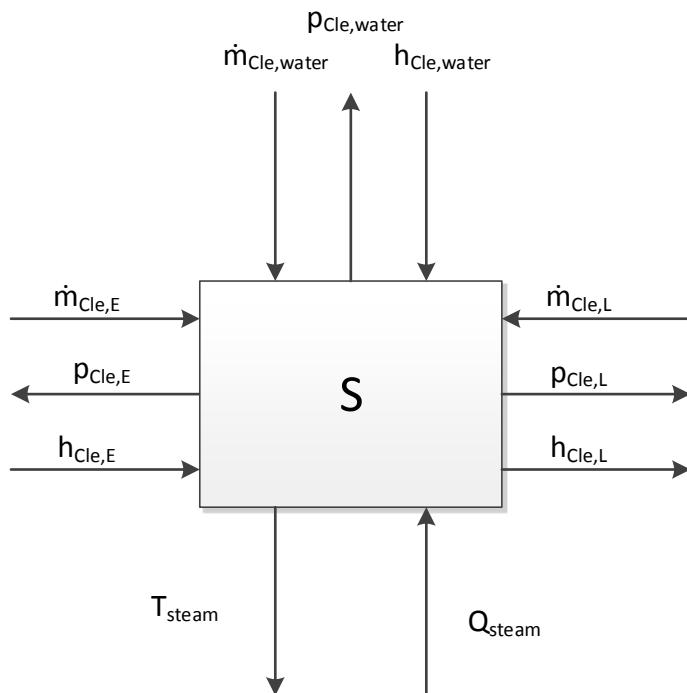 p_Cle,water
ṁ_Cle,water
h_Cle,water
ṁ_Cle,E
ṁ_Cle,L
p_Cle,E
p_Cle,L
S
h_Cle,E
h_Cle,L
T_steam
Q_steam